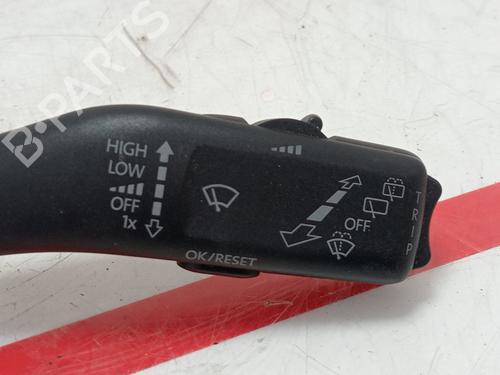 B-PARTS
HIGH
LOW
OFF
1x
OFF
TRIP
OK/RESET